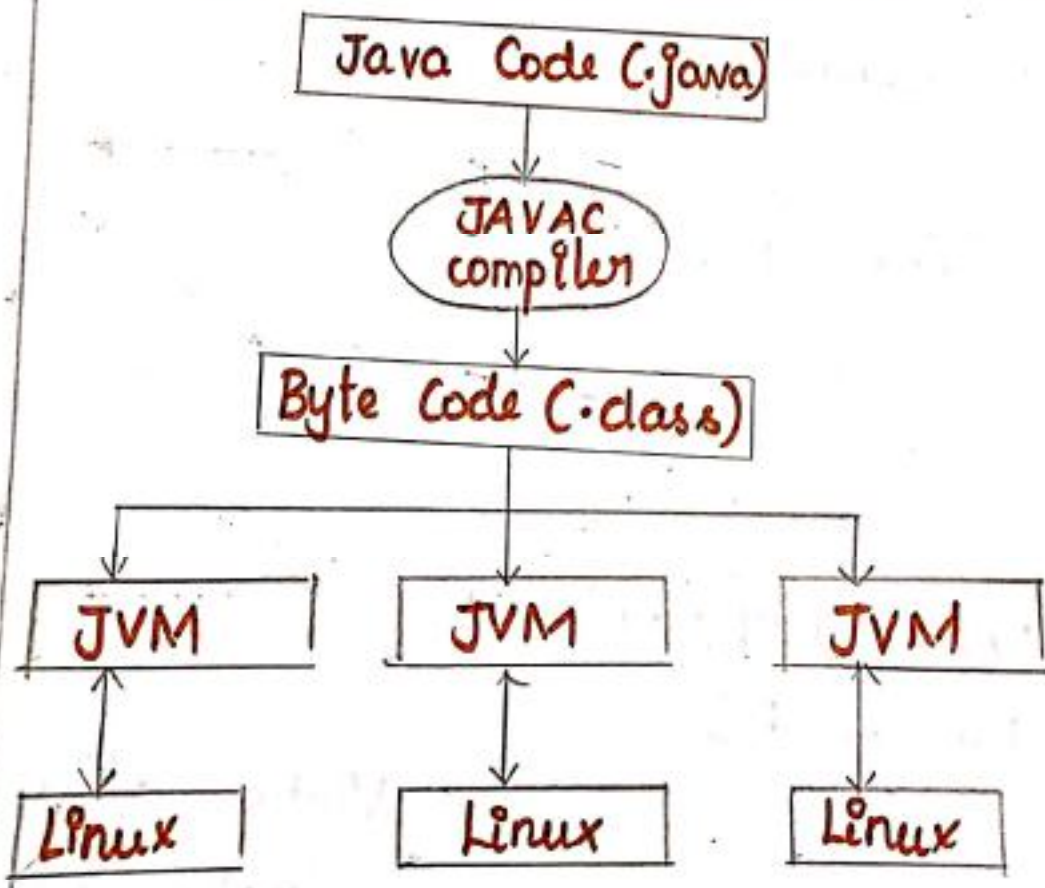 Java Code (.java)
JAVAC
compiler
Byte Code (.class)
JVM
JVM
JVM
Linux
Linux
Linux